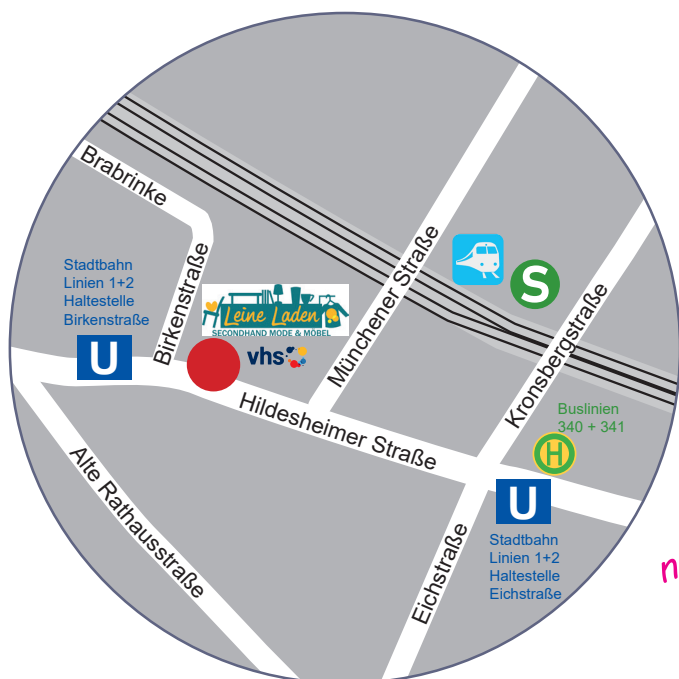 Brabrinke
Stadtbahn
Linien 1+2
Haltestelle
Birkenstraße
U
Birkenstraße
Leine Laden
SECONDHAND MODE & MÖBEL
vhs
Münchener Straße
S
Kronsbergstraße
Hildesheimer Straße
Buslinien
340 + 341
H
U
Stadtbahn
Linien 1+2
Haltestelle
Eichstraße
Alte Rathausstraße
Eichstraße
n